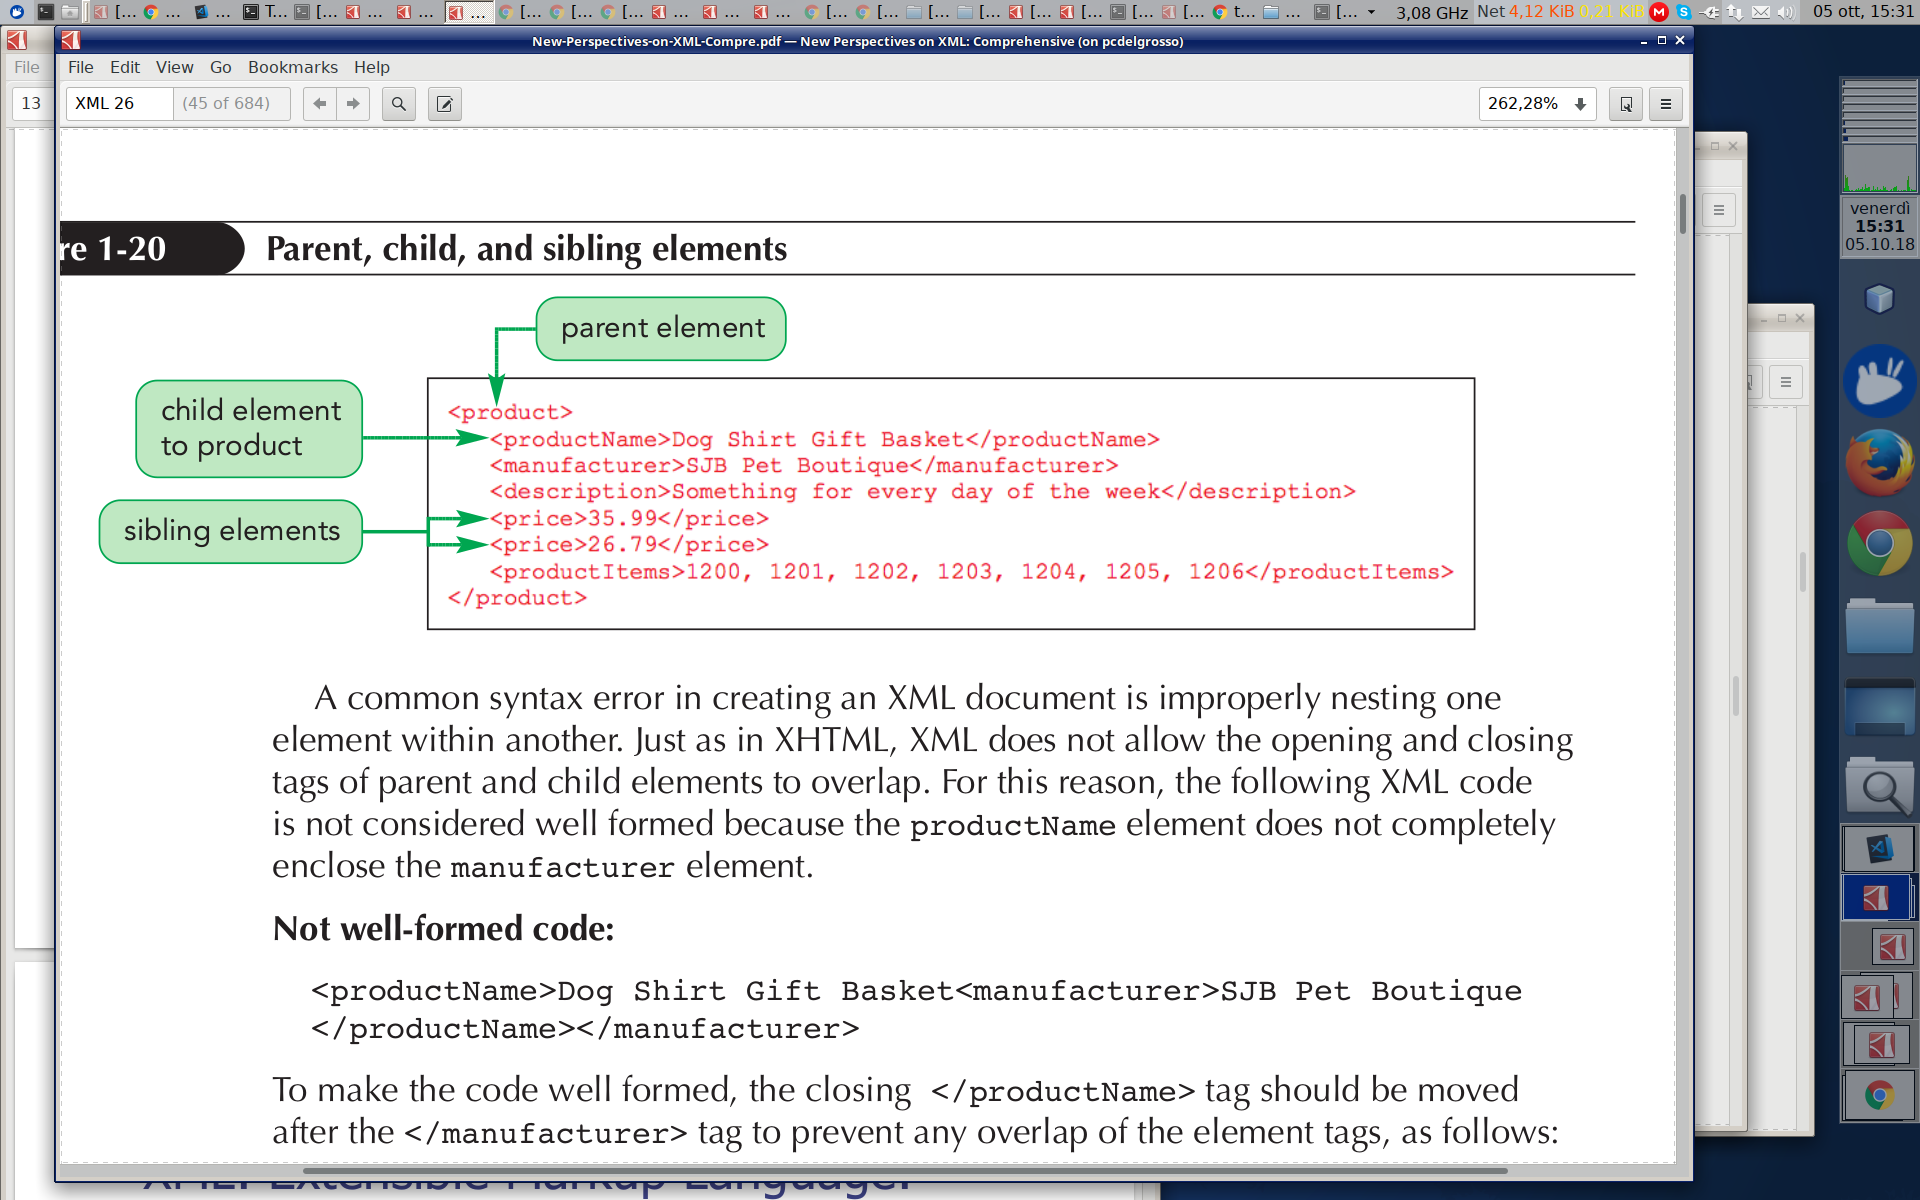 [... ... ... T... [... ... ... ... [... [... [... ... ... ... [... [... [... [... [... [... [... [... t... ... [... 3,08 GHz Net 4,12 KiB 0,21 KiB 05 ott, 15:31
New-Perspectives-on-XML-Compre.pdf — New Perspectives on XML: Comprehensive (on pcdelgrosso)
File File Edit View Go Bookmarks Help
13 XML 26 (45 of 684) 262,28%
re 1-20 Parent, child, and sibling elements
parent element
child element
to product
sibling elements
<product>
<productName>Dog Shirt Gift Basket</productName>
<manufacturer>SJB Pet Boutique</manufacturer>
<description>Something for every day of the week</description>
<price>35.99</price>
<price>26.79</price>
<productItems>1200, 1201, 1202, 1203, 1204, 1205, 1206</productItems>
</product>
A common syntax error in creating an XML document is improperly nesting one
element within another. Just as in XHTML, XML does not allow the opening and closing
tags of parent and child elements to overlap. For this reason, the following XML code
is not considered well formed because the productName element does not completely
enclose the manufacturer element.
Not well-formed code:
<productName>Dog Shirt Gift Basket<manufacturer>SJB Pet Boutique
</productName></manufacturer>
To make the code well formed, the closing </productName> tag should be moved
after the </manufacturer> tag to prevent any overlap of the element tags, as follows:
XML: Extensible Markup Language.
venerdì
15:31
05.10.18